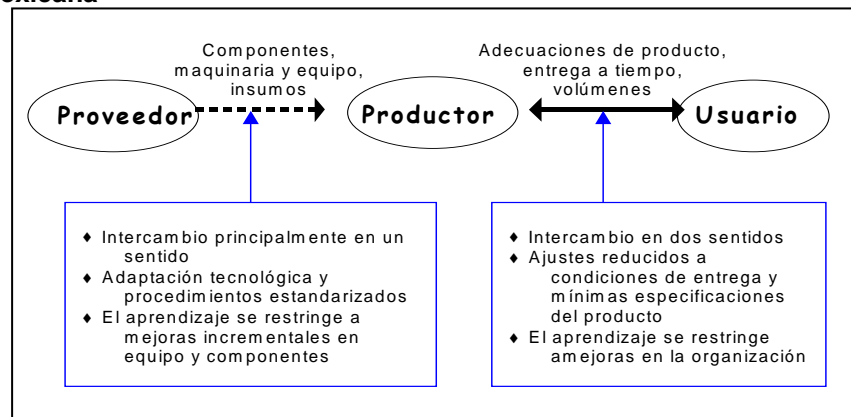 Componentes,
maquinaria y equipo,
insumos
Adecuaciones de producto,
entrega a tiempo,
volúmenes
Proveedor
Productor
Usuario
♦ Intercambio principalmente en un
sentido
♦ Adaptación tecnológica y
procedimientos estandarizados
♦ El aprendizaje se restringe a
mejoras incrementales en
equipo y componentes
♦ Intercambio en dos sentidos
♦ Ajustes reducidos a
condiciones de entrega y
mínimas especificaciones
del producto
♦ El aprendizaje se restringe
amejoras en la organización